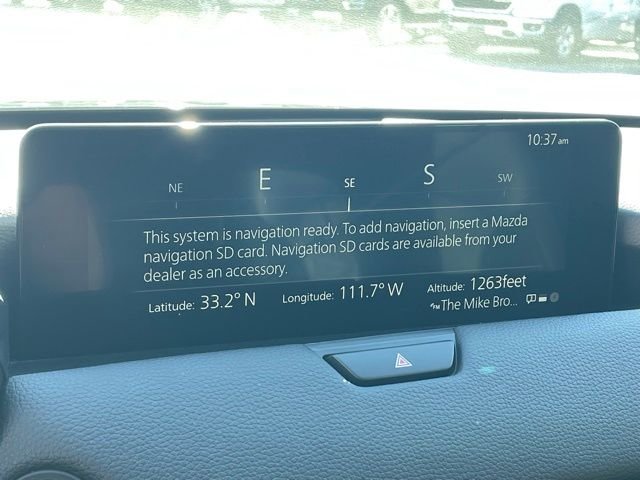 10:37am
NE E SE S SW
This system is navigation ready. To add navigation, insert a Mazda
navigation SD card. Navigation SD cards are available from your
dealer as an accessory.
Latitude: 33.2° N Longitude: 111.7° W Altitude: 1263feet
FM The Mike Bro...